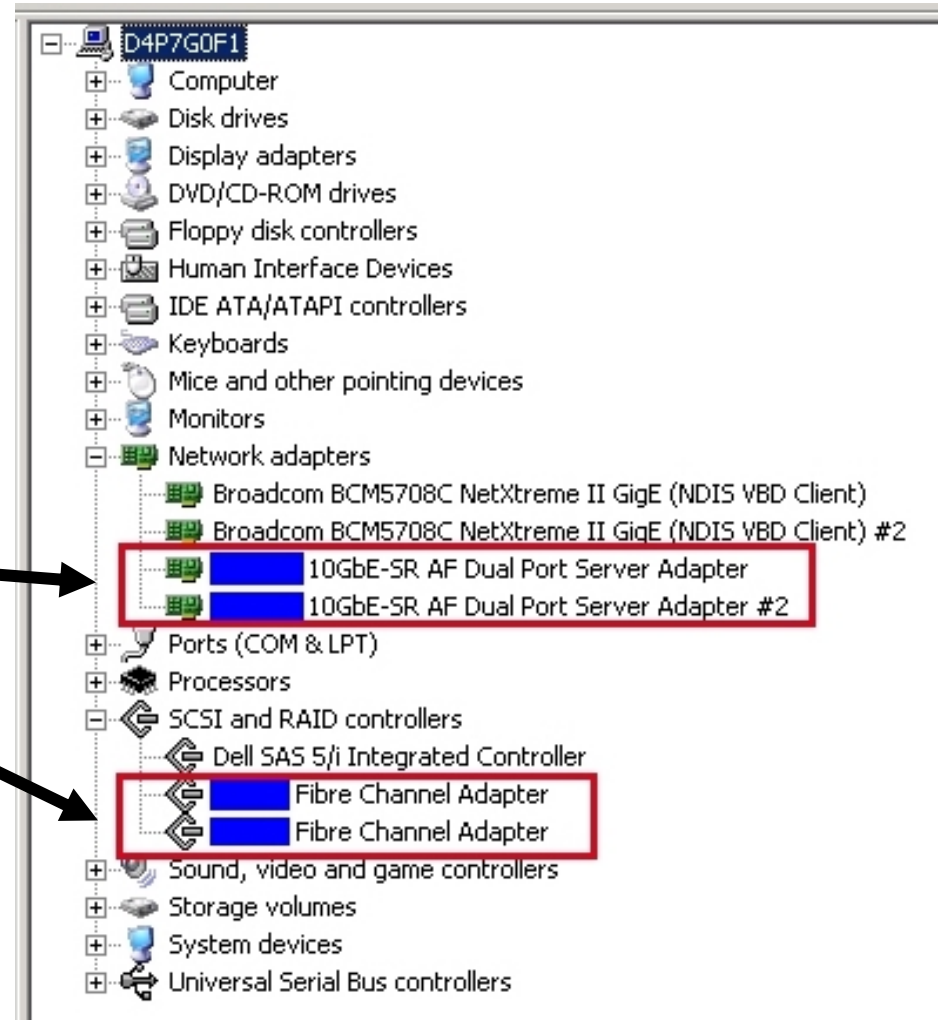 D4P7G0F1
Computer
Disk drives
Display adapters
DVD/CD-ROM drives
Floppy disk controllers
Human Interface Devices
IDE ATA/ATAPI controllers
Keyboards
Mice and other pointing devices
Monitors
Network adapters
Broadcom BCM5708C NetXtreme II GigE (NDIS VBD Client)
Broadcom BCM5708C NetXtreme II GigE (NDIS VBD Client) #2
10GbE-SR AF Dual Port Server Adapter
10GbE-SR AF Dual Port Server Adapter #2
Ports (COM & LPT)
Processors
SCSI and RAID controllers
Dell SAS 5/i Integrated Controller
Fibre Channel Adapter
Fibre Channel Adapter
Sound, video and game controllers
Storage volumes
System devices
Universal Serial Bus controllers